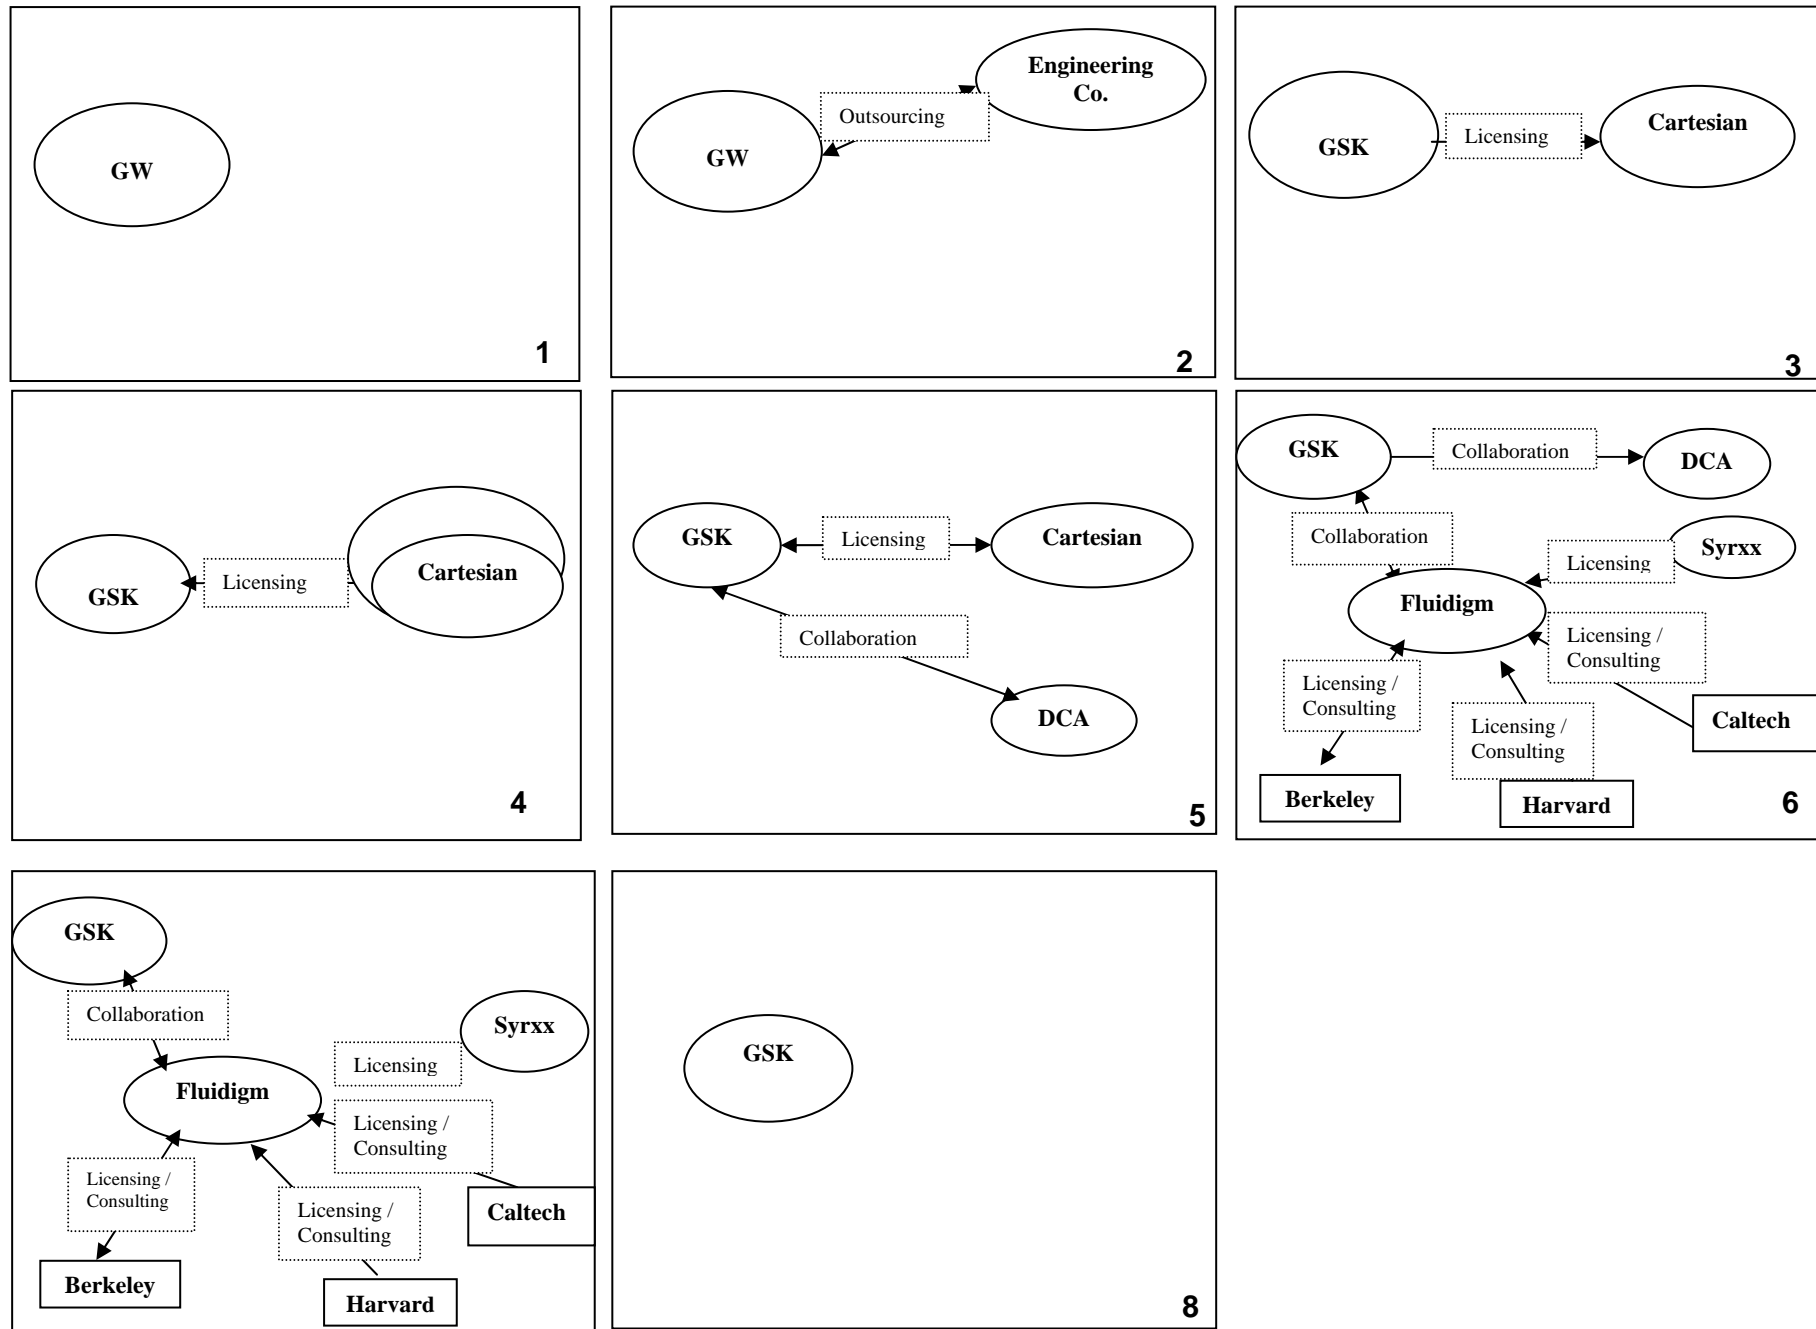 GW
1
Engineering
Co.
Outsourcing
GW
2
GSK
Licensing
Cartesian
3
GSK
Licensing
Cartesian
4
GSK
Licensing
Cartesian
Collaboration
DCA
5
GSK
Collaboration
DCA
Collaboration
Licensing
Syrxx
Fluidigm
Licensing /
Consulting
Licensing /
Consulting
Licensing /
Consulting
Caltech
Berkeley
Harvard
6
GSK
Collaboration
Syrxx
Licensing
Fluidigm
Licensing /
Consulting
Licensing /
Consulting
Licensing /
Consulting
Caltech
Berkeley
Harvard
GSK
8